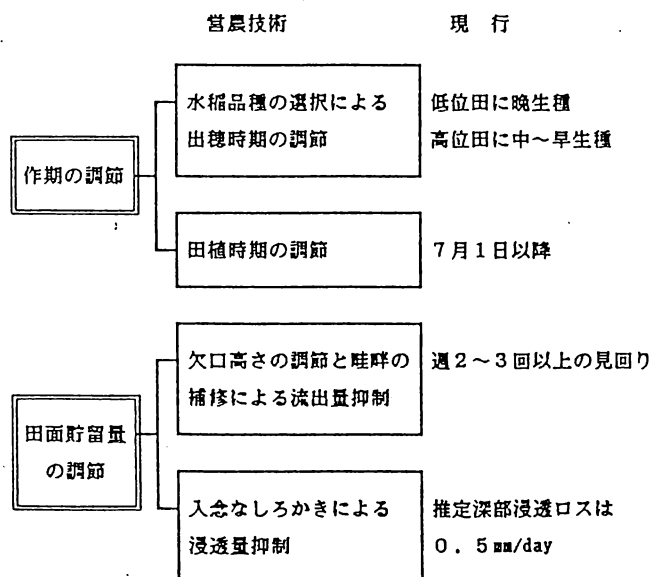 営農技術 現行
水稲品種の選択による 低位田に晩生種
出穂時期の調節 高位田に中～早生種
作期の調節
田植時期の調節 7月1日以降
欠口高さの調節と畦畔の 週2～3回以上の見回り
補修による流出量抑制
田面貯留量
の調節
入念なしろかきによる 推定深部浸透ロスは
浸透量抑制 0.5mm/day